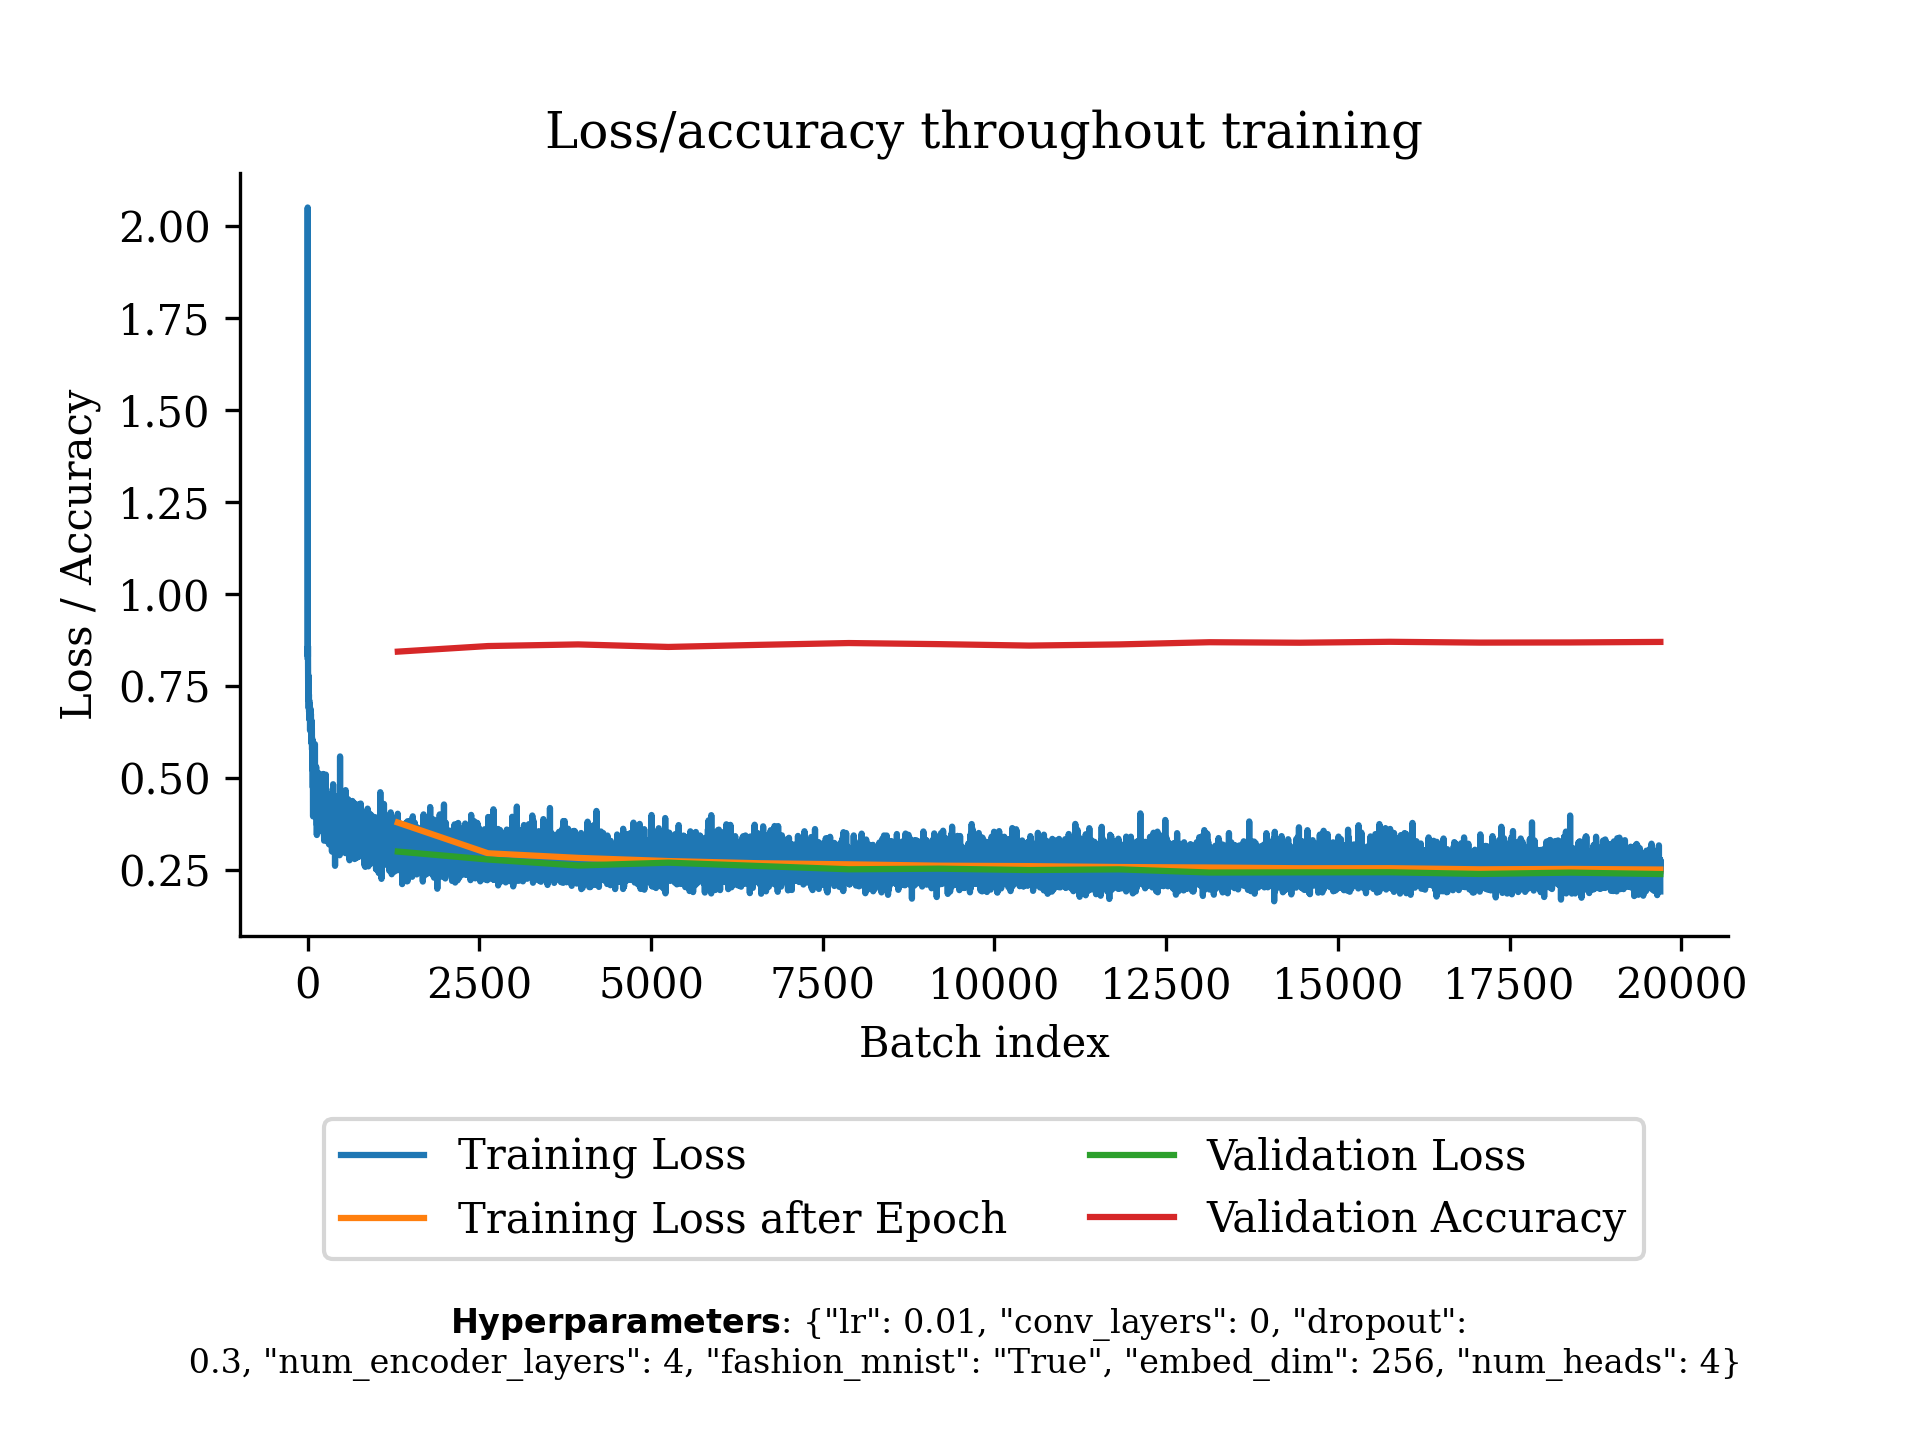 Loss/accuracy throughout training
Loss / Accuracy
2.00
1.75
1.50
1.25
1.00
0.75
0.50
0.25
0 2500 5000 7500 10000 12500 15000 17500 20000
Batch index
Training Loss
Training Loss after Epoch
Validation Loss
Validation Accuracy
Hyperparameters: {"lr": 0.01, "conv_layers": 0, "dropout":
0.3, "num_encoder_layers": 4, "fashion_mnist": "True", "embed_dim": 256, "num_heads": 4}